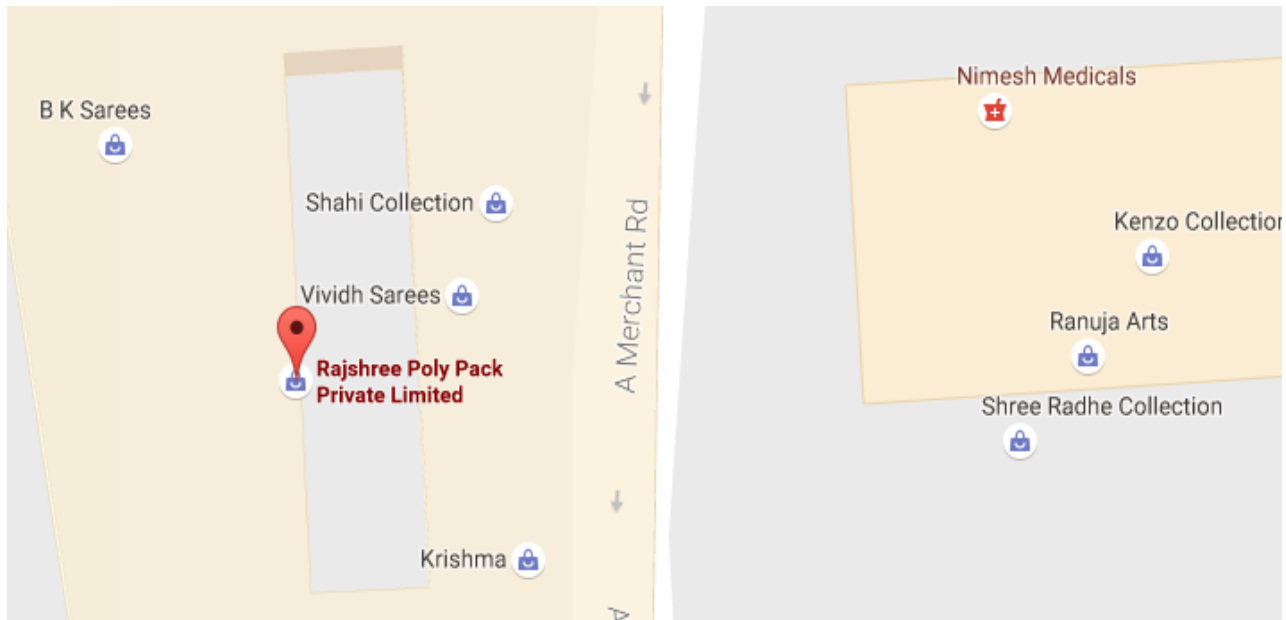 Nimesh Medicals
B K Sarees
Shahi Collection
Kenzo Collection
Vividh Sarees
A Merchant Rd
Ranuja Arts
Rajshree Poly Pack
Private Limited
Shree Radhe Collection
Krishma
A